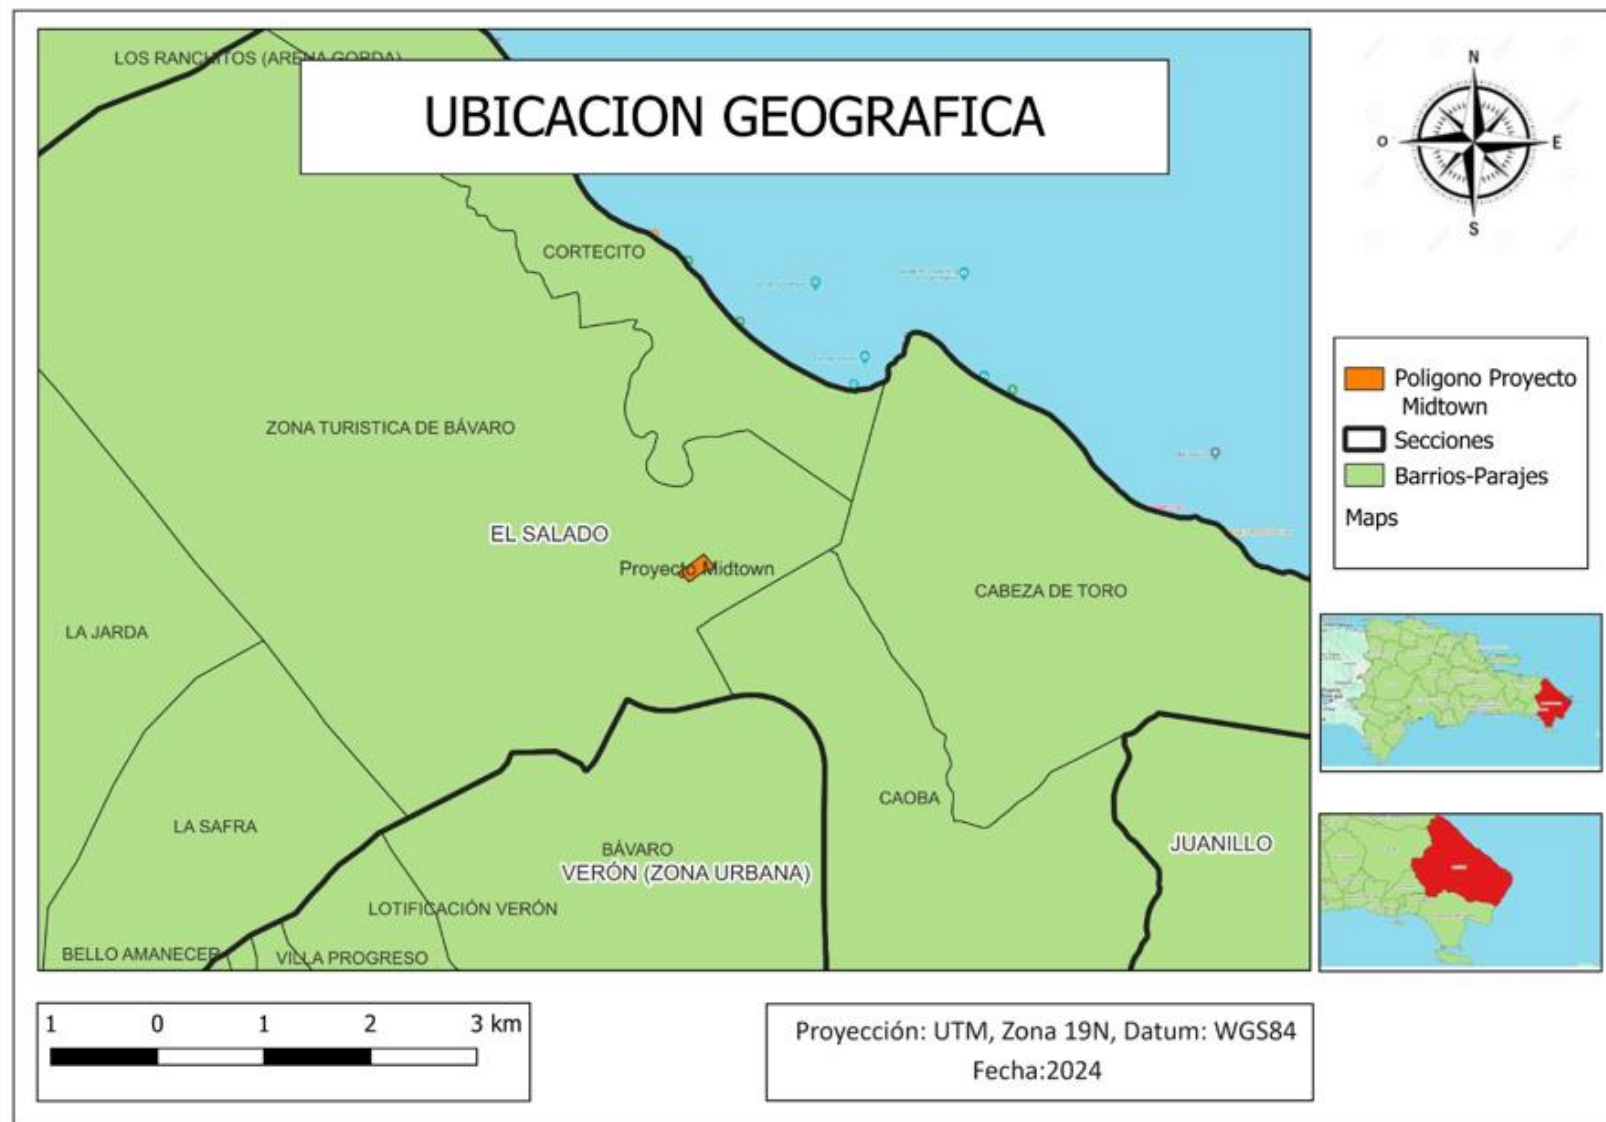 LOS RANCHITOS (ARENA GORDA)
UBICACION GEOGRAFICA
N
O
E
S
CORTECITO
ZONA TURISTICA DE BÁVARO
EL SALADO
Proyecto Midtown
CABEZA DE TORO
LA JARDA
CAOBA
LA SAFRA
BÁVARO
VERÓN (ZONA URBANA)
JUANILLO
LOTIFICACIÓN VERÓN
BELLO AMANECER
VILLA PROGRESO
Poligono Proyecto
Midtown
Secciones
Barrios-Parajes
Maps
1 0 1 2 3 km
Proyección: UTM, Zona 19N, Datum: WGS84
Fecha:2024